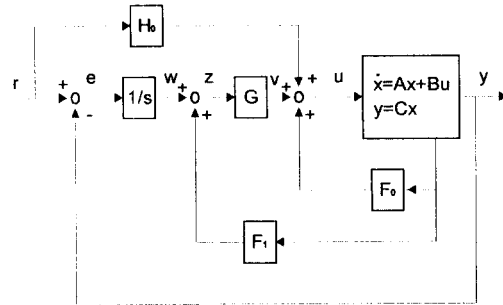 H₀
r + e 1/s w + z G v + + u ẋ=Ax+Bu y
- + + y=Cx
F₀
F₁